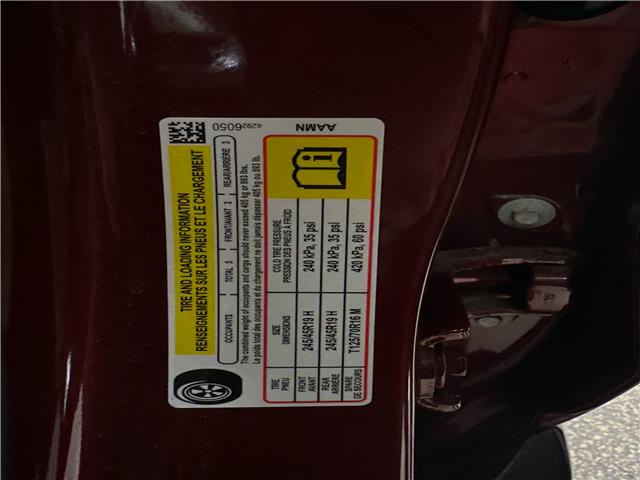 TIRE AND LOADING INFORMATION
RENSEIGNEMENTS SUR LES PNEUS ET LE CHARGEMENT
OCCUPANTS TOTAL 5 FRONT/AVANT 2 REAR/ARRIÈRE 3
The combined weight of occupants and cargo should never exceed 405 kg or 893 lbs.
Le poids total des occupants et du chargement ne doit jamais dépasser 405 kg ou 893 lb.
TIRE PNEU SIZE DIMENSIONS COLD TIRE PRESSURE PRESSION DES PNEUS À FROID
FRONT AVANT 245/45R19 H 240 kPa, 35 psi
REAR ARRIÈRE 245/45R19 H 240 kPa, 35 psi
SPARE DE SECOURS T125/70R16 M 420 kPa, 60 psi
42926050
AAMN